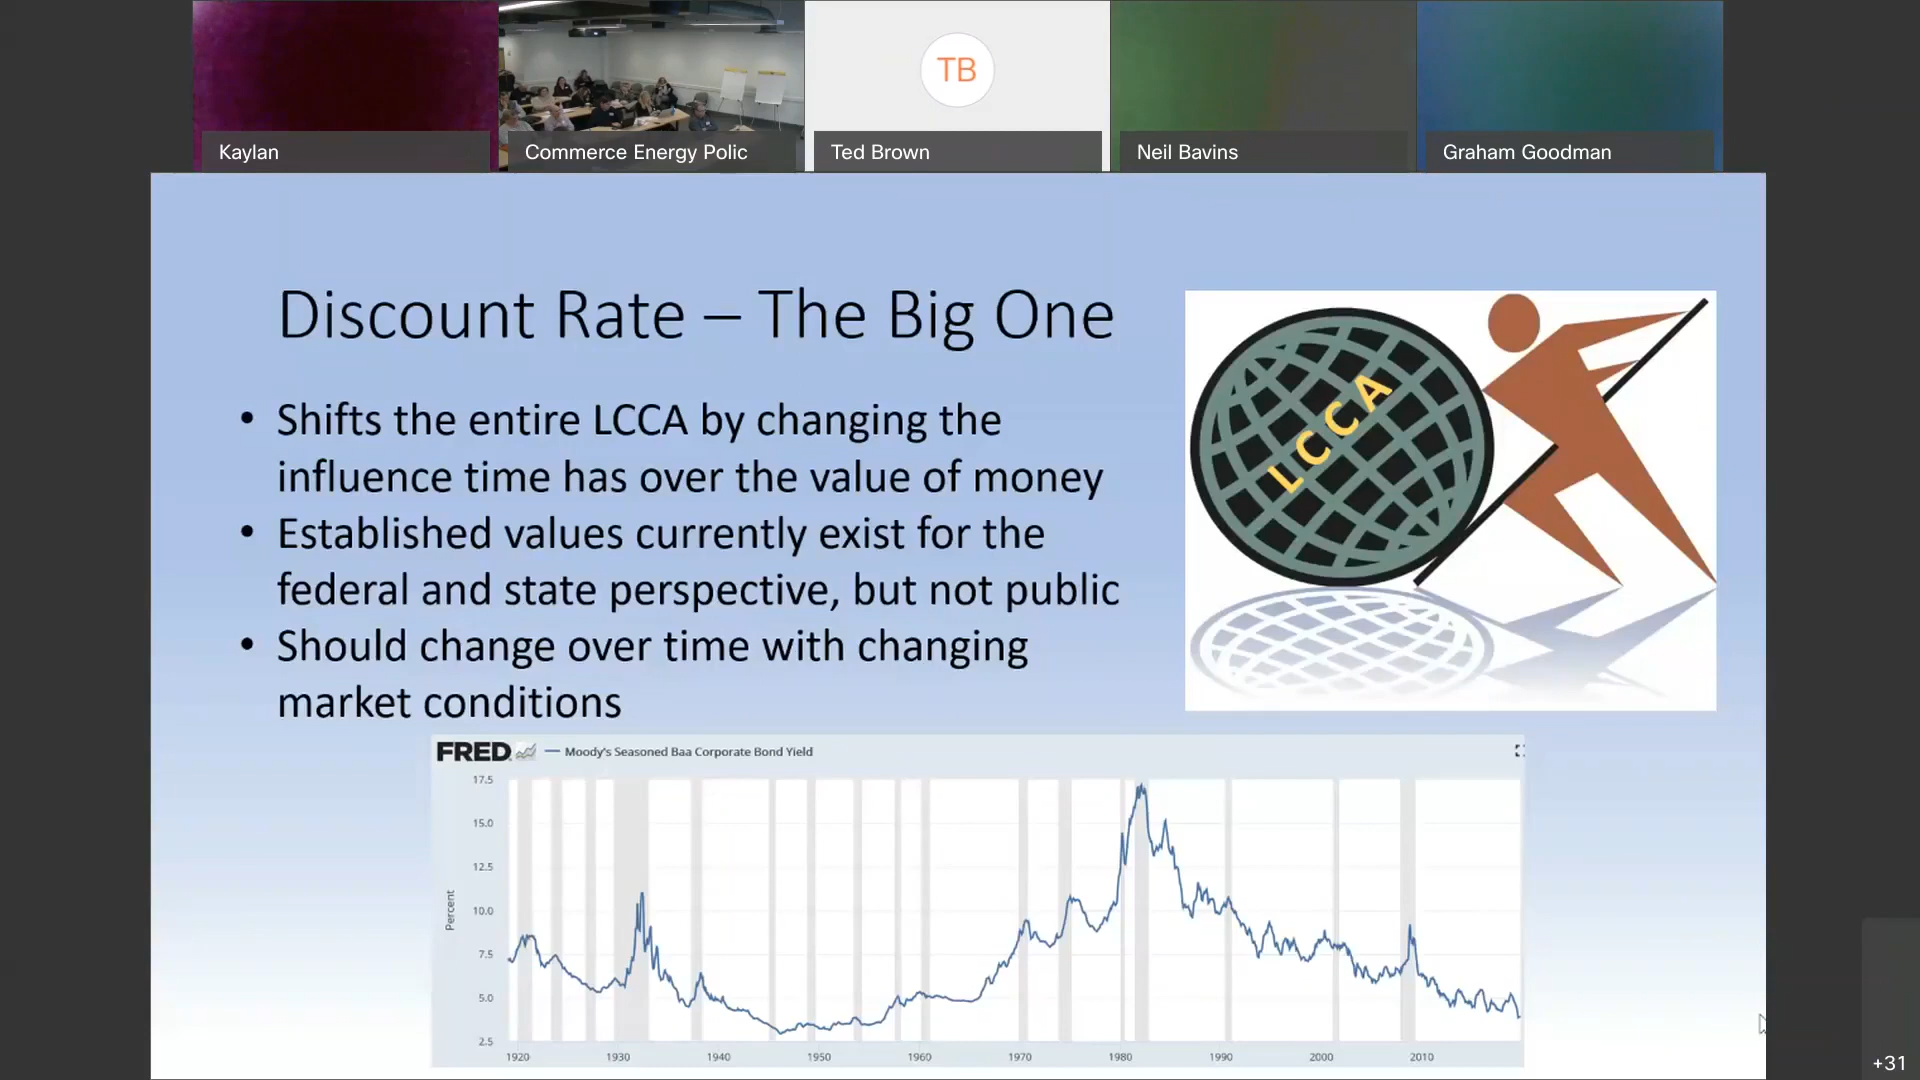 Kaylan
Commerce Energy Polic
TB
Ted Brown
Neil Bavins
Graham Goodman
Discount Rate – The Big One
• Shifts the entire LCCA by changing the
influence time has over the value of money
• Established values currently exist for the
federal and state perspective, but not public
• Should change over time with changing
market conditions
LCCA
FRED
Moody's Seasoned Baa Corporate Bond Yield
Percent
17.5
15.0
12.5
10.0
7.5
5.0
2.5
1920 1930 1940 1950 1960 1970 1980 1990 2000 2010
+31